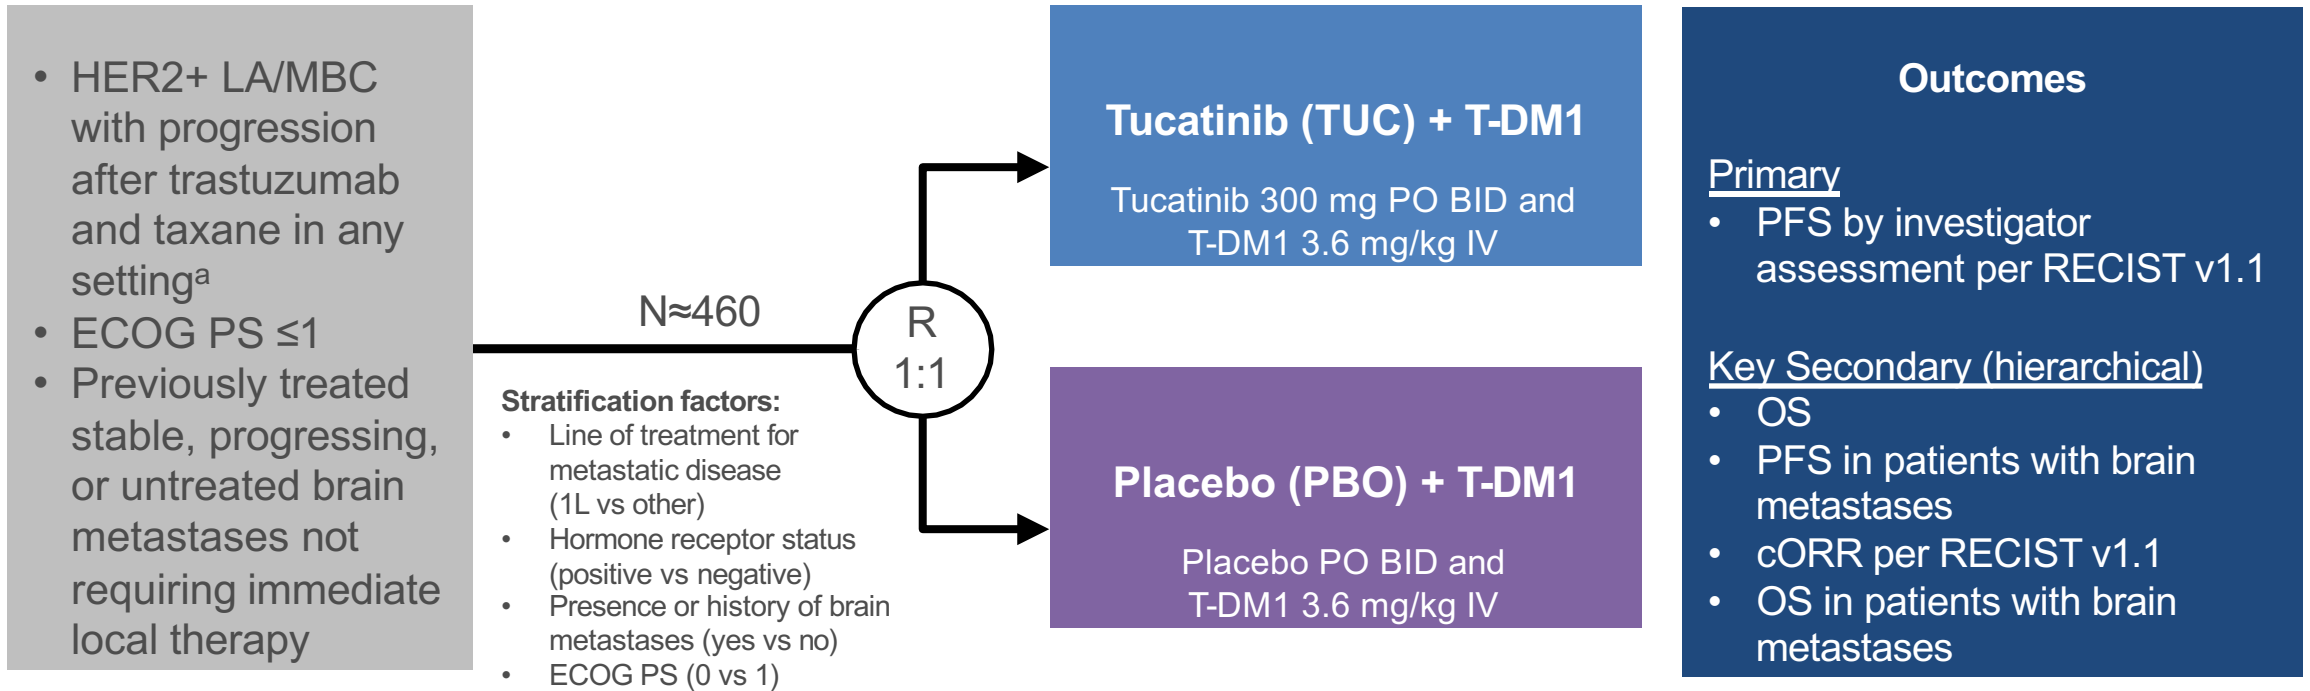 • HER2+ LA/MBC
with progression
after trastuzumab
and taxane in any
settingᵃ
• ECOG PS ≤1
• Previously treated
stable, progressing,
or untreated brain
metastases not
requiring immediate
local therapy
N≈460
R
1:1
Stratification factors:
• Line of treatment for
metastatic disease
(1L vs other)
• Hormone receptor status
(positive vs negative)
• Presence or history of brain
metastases (yes vs no)
• ECOG PS (0 vs 1)
Tucatinib (TUC) + T-DM1
Tucatinib 300 mg PO BID and
T-DM1 3.6 mg/kg IV
Placebo (PBO) + T-DM1
Placebo PO BID and
T-DM1 3.6 mg/kg IV
Outcomes
Primary
• PFS by investigator
assessment per RECIST v1.1
Key Secondary (hierarchical)
• OS
• PFS in patients with brain
metastases
• cORR per RECIST v1.1
• OS in patients with brain
metastases